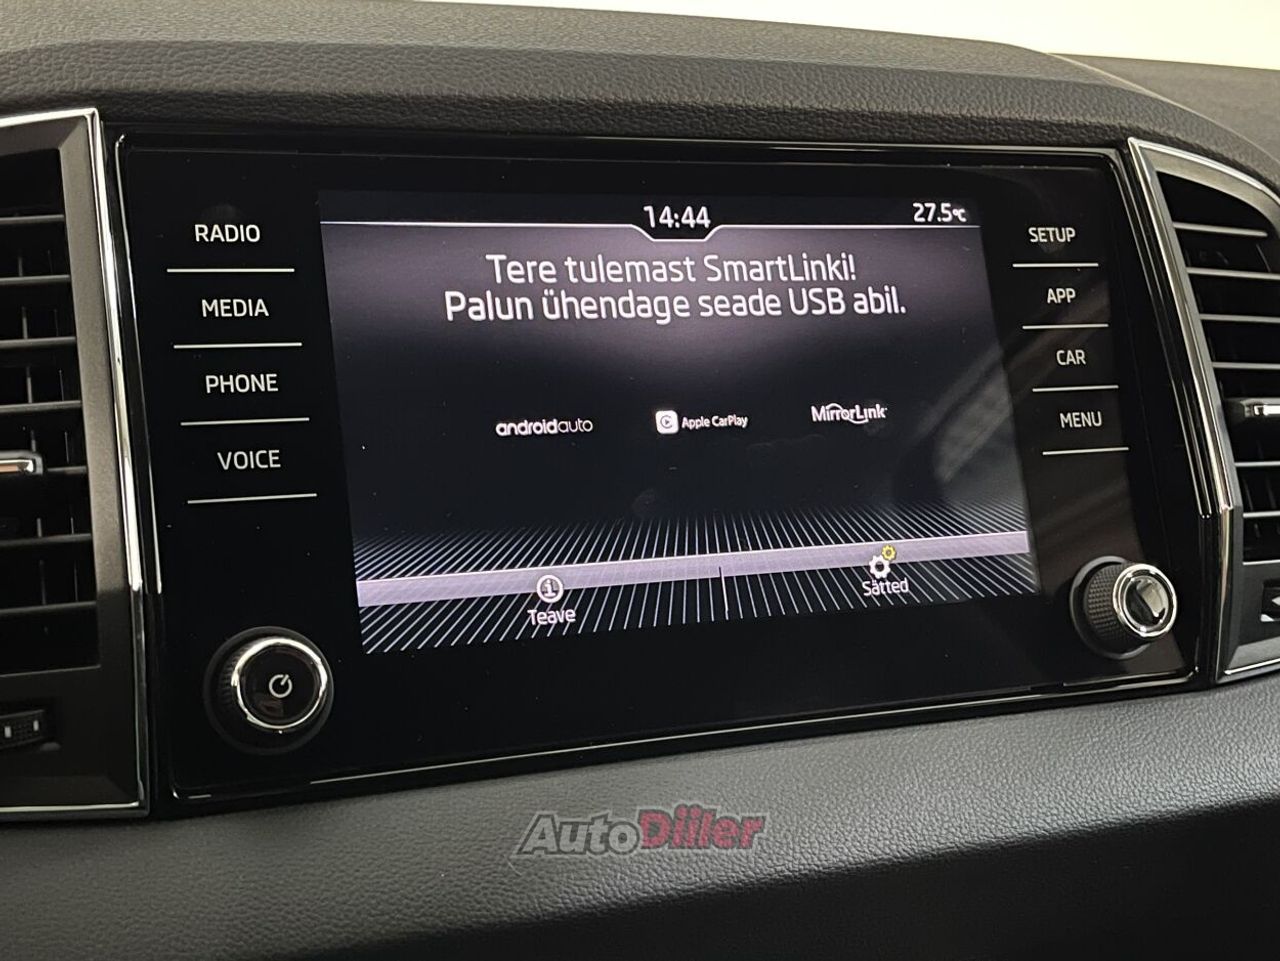 14:44
27.5°C
RADIO
MEDIA
PHONE
VOICE
Tere tulemast SmartLinki!
Palun ühendage seade USB abil.
androidauto
Apple CarPlay
MirrorLink
Teave
Sätted
SETUP
APP
CAR
MENU
AutoDiiler